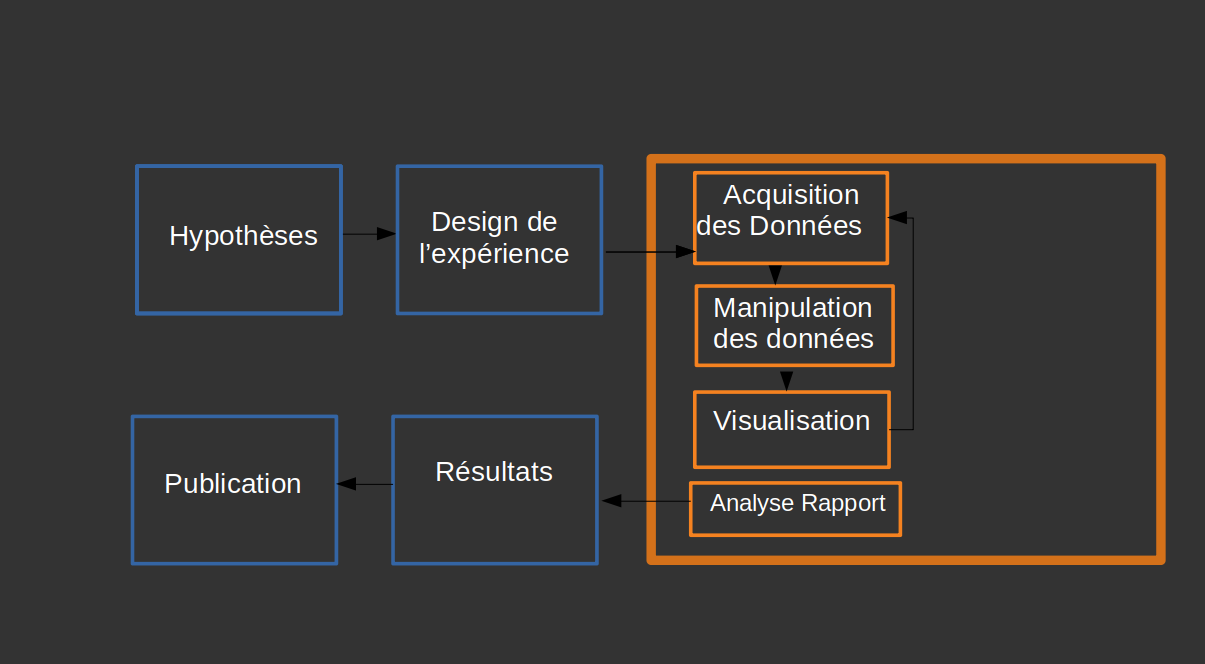 Hypothèses
Design de
l’expérience
Acquisition
des Données
Manipulation
des données
Visualisation
Analyse Rapport
Résultats
Publication